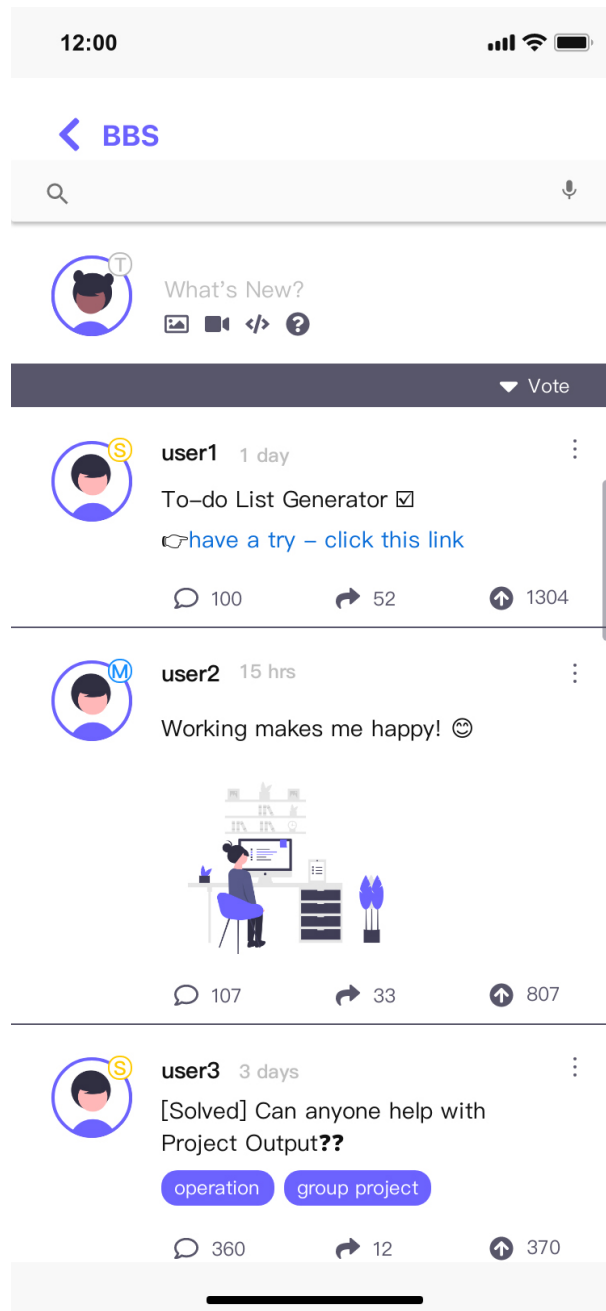 12:00
BBS
T
What's New?
Vote
S
user1 1 day
To-do List Generator ☑
👉have a try - click this link
100 52 1304
M
user2 15 hrs
Working makes me happy! 😊
107 33 807
S
user3 3 days
[Solved] Can anyone help with
Project Output❓❓
operation group project
360 12 370